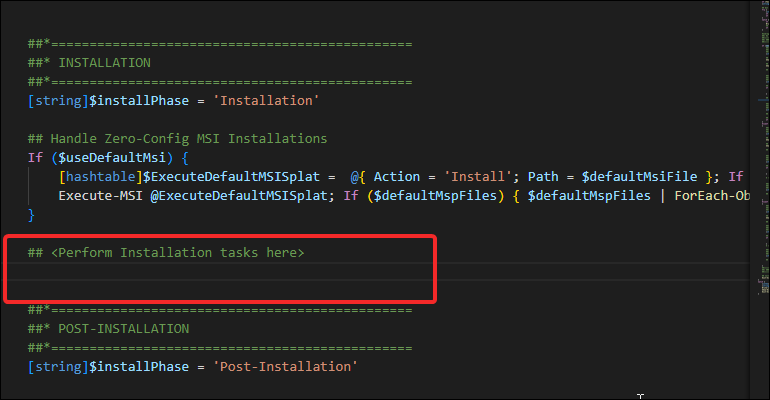 ##*===============================================
##* INSTALLATION
##*===============================================
[string]$installPhase = 'Installation'
## Handle Zero-Config MSI Installations
If ($useDefaultMsi) {
[hashtable]$ExecuteDefaultMSISplat =  @{ Action = 'Install'; Path = $defaultMsiFile }; If
Execute-MSI @ExecuteDefaultMSISplat; If ($defaultMspFiles) { $defaultMspFiles | ForEach-Ob
}
## <Perform Installation tasks here>
##*===============================================
##* POST-INSTALLATION
##*===============================================
[string]$installPhase = 'Post-Installation'